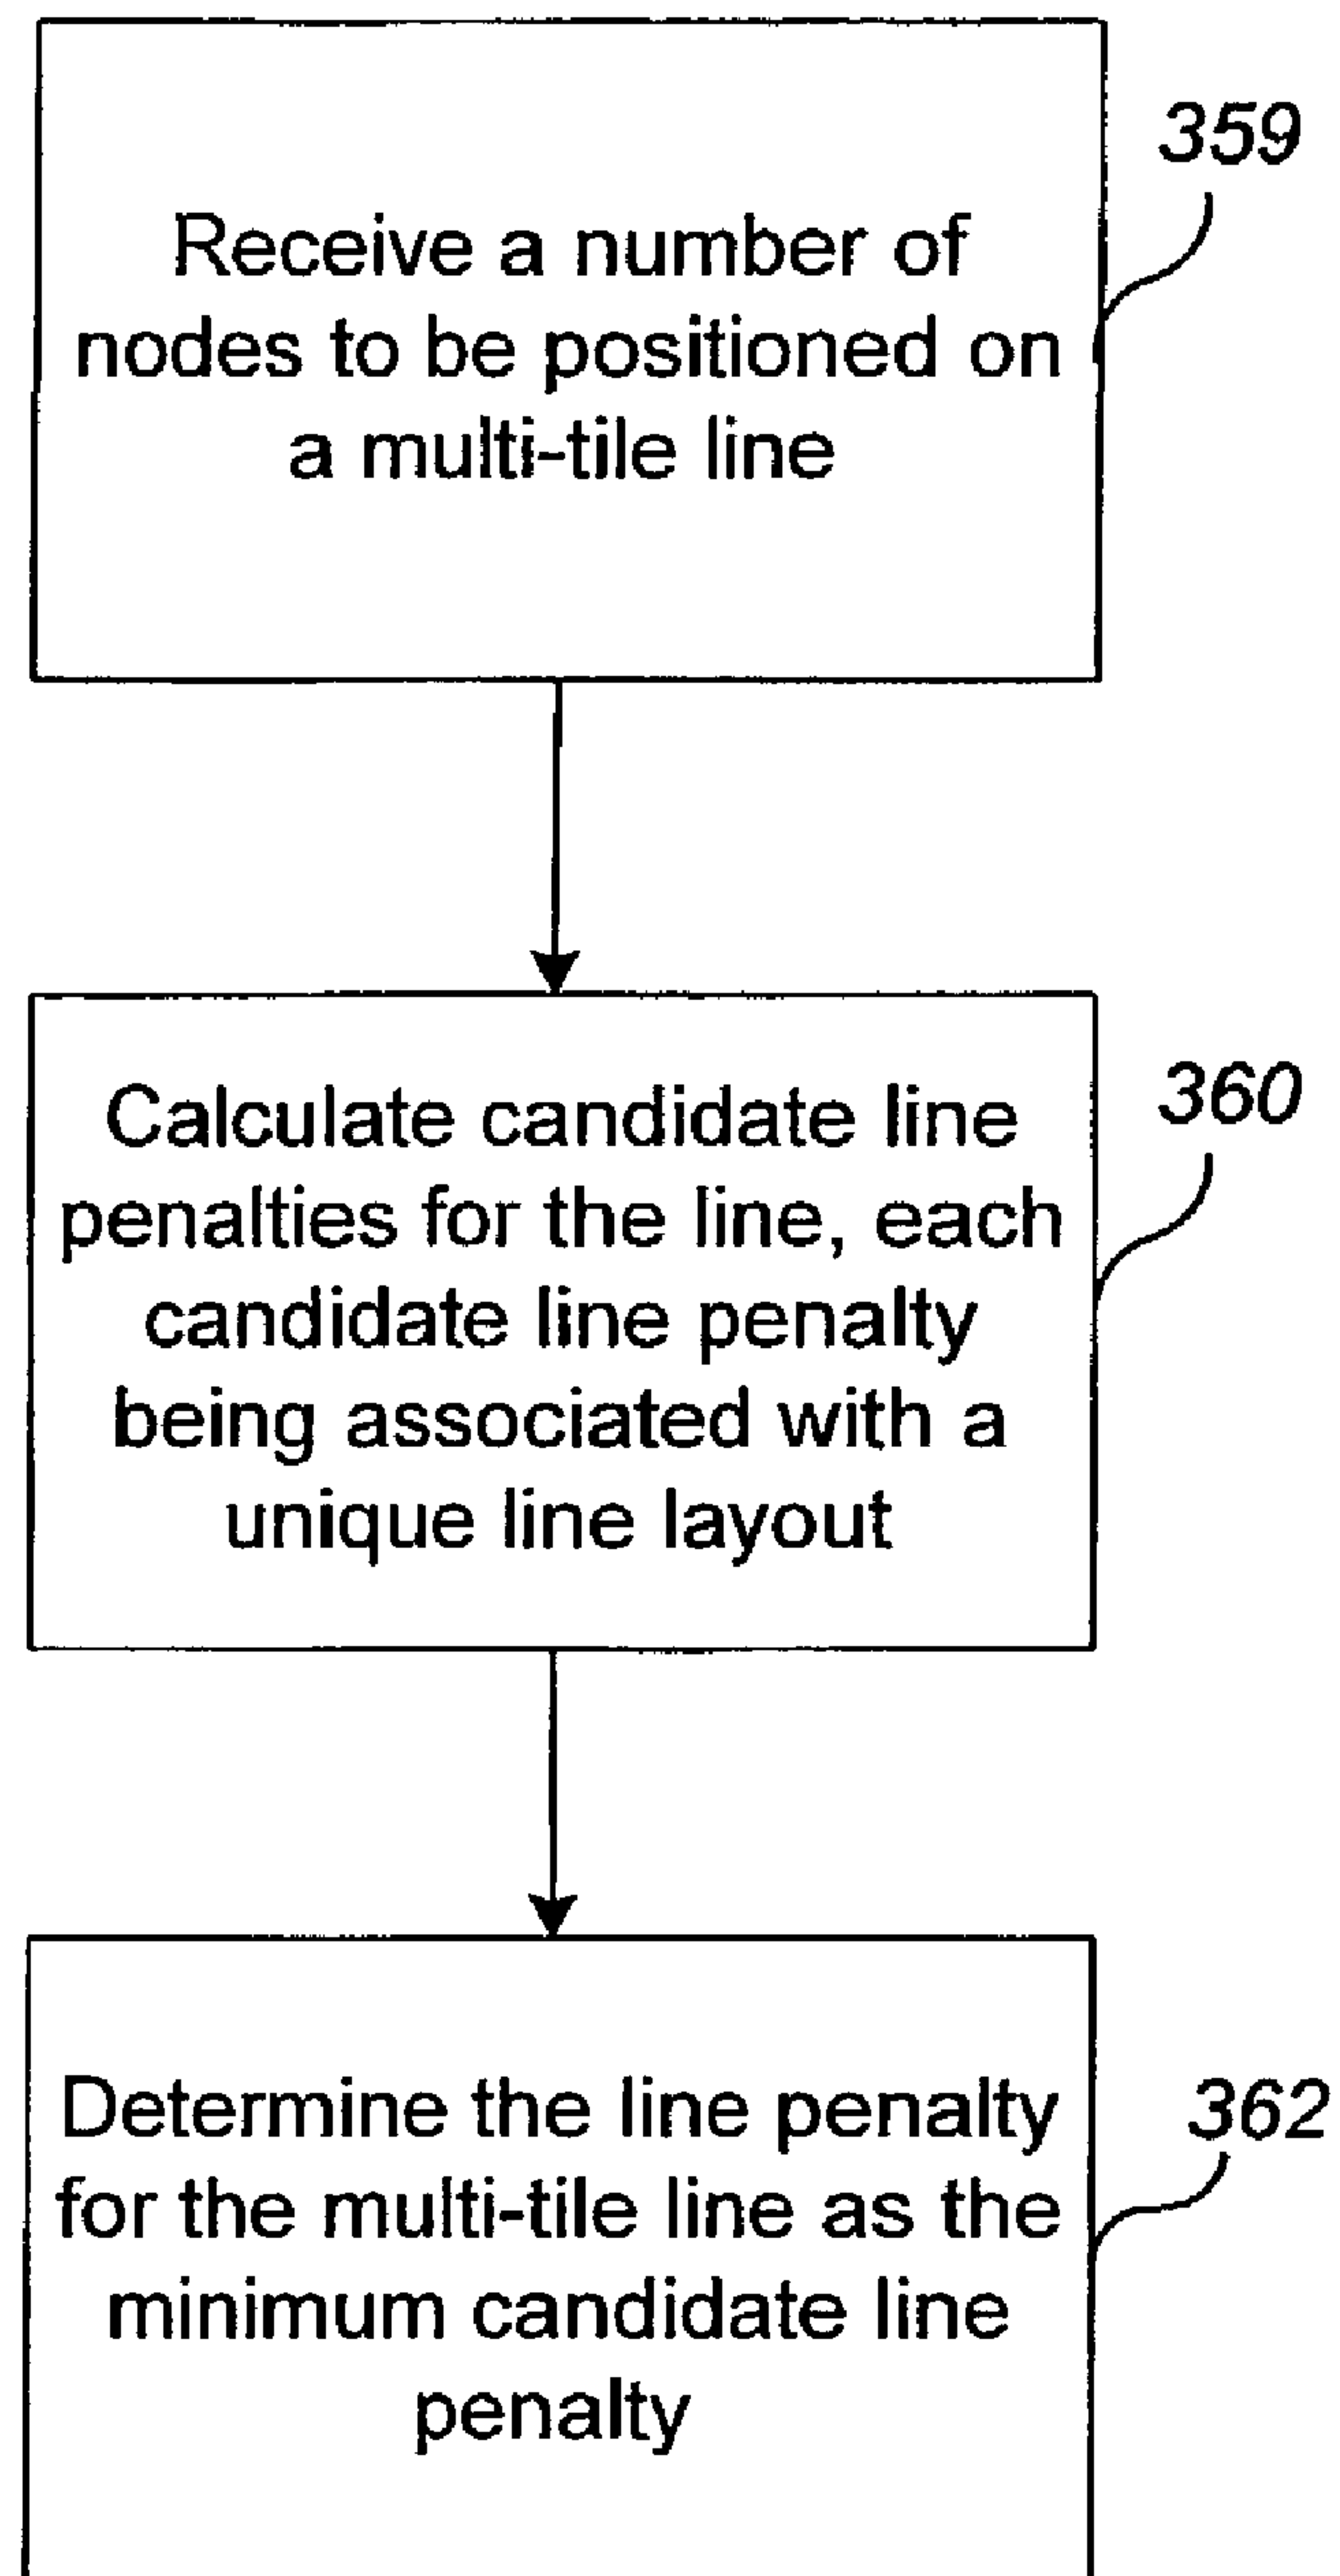 Receive a number of
nodes to be positioned on
a multi-tile line
359
Calculate candidate line
penalties for the line, each
candidate line penalty
being associated with a
unique line layout
360
Determine the line penalty
for the multi-tile line as the
minimum candidate line
penalty
362